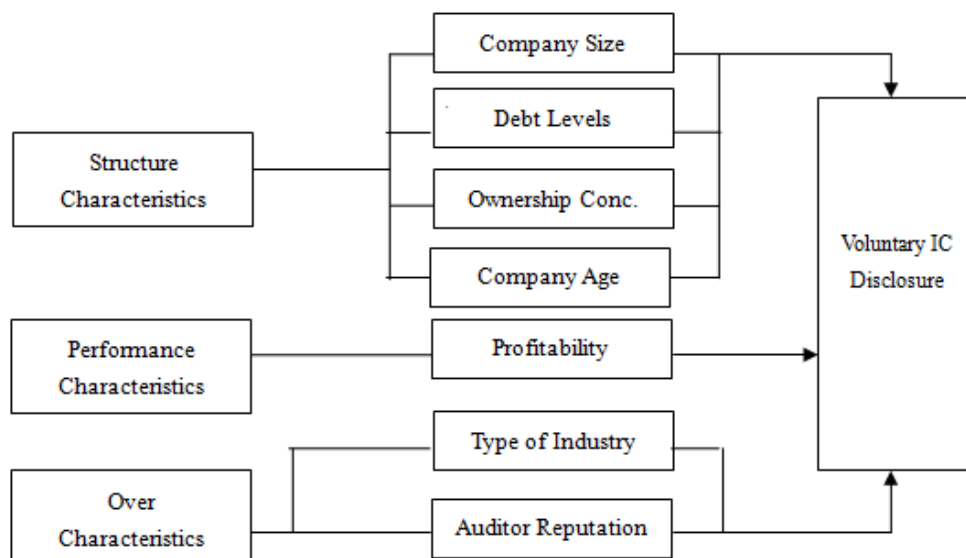 Company Size
Debt Levels
Structure
Characteristics
Ownership Conc.
Company Age
Voluntary IC
Disclosure
Performance
Characteristics
Profitability
Type of Industry
Over
Characteristics
Auditor Reputation